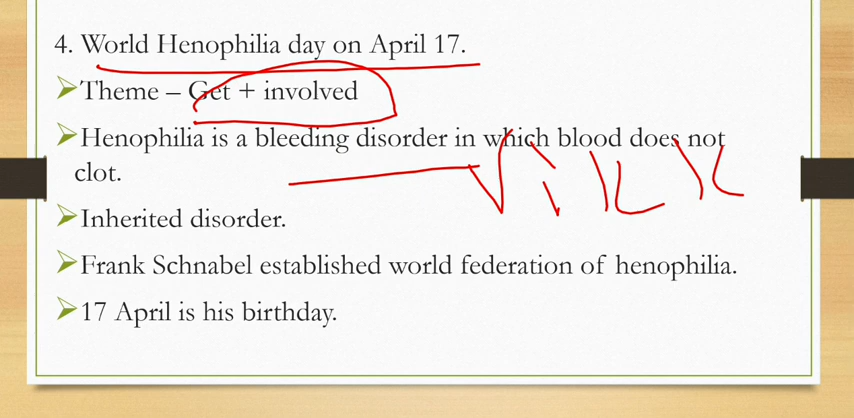 4. World Henophilia day on April 17.
Theme – Get + involved
Henophilia is a bleeding disorder in which blood does not
clot.
Inherited disorder.
Frank Schnabel established world federation of henophilia.
17 April is his birthday.